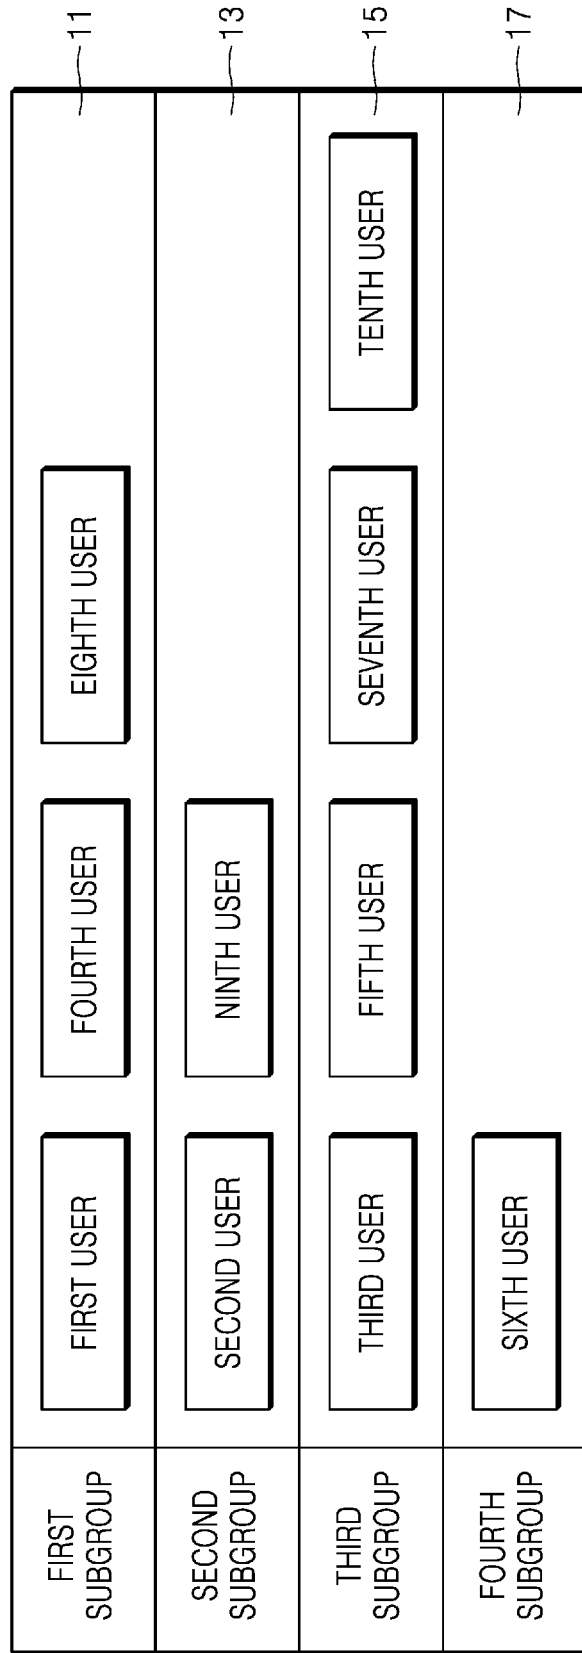 FIRST
SUBGROUP
FIRST USER
FOURTH USER
EIGHTH USER
11
SECOND
SUBGROUP
SECOND USER
NINTH USER
13
THIRD
SUBGROUP
THIRD USER
FIFTH USER
SEVENTH USER
TENTH USER
15
FOURTH
SUBGROUP
SIXTH USER
17